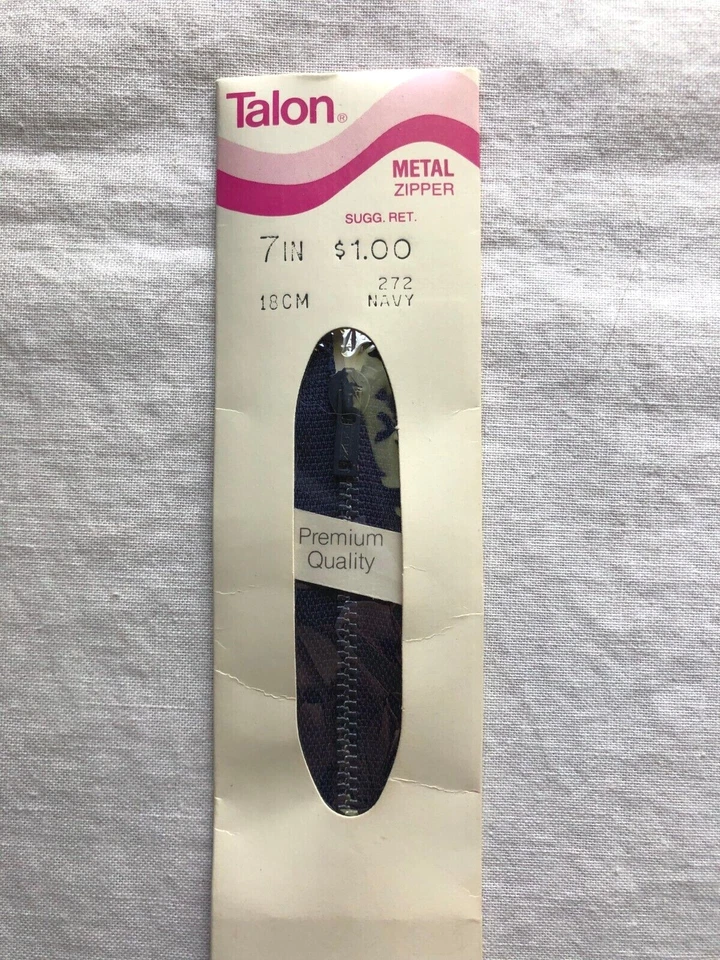 Talon®
METAL
ZIPPER
SUGG. RET.
7IN $1.00
272
18CM NAVY
Premium
Quality